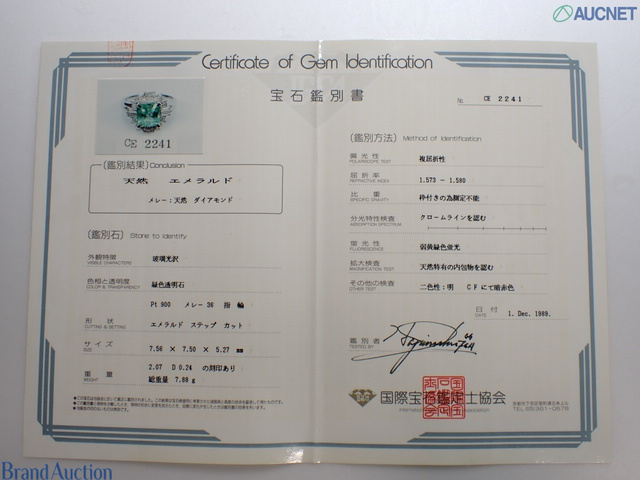 AUCNET
Certificate of Gem Identification
宝石鑑別書
No. CE 2241
CE 2241
〔鑑別結果〕Conclusion
天然 エメラルド
メレー：天然 ダイアモンド
〔鑑別石〕 Stone to Identify
外観特徴 玻璃光沢
VISIBLE CHARACTERS
色相と透明度 緑色透明石
COLOR & TRANSPARENCY
Pt 900 メレー 36 指輪
形状 エメラルド ステップ カット
CUTTING & SETTING
サイズ 7.56 × 7.50 × 5.27 mm
SIZE
重量 2.07 D 0.24 の刻印あり
WEIGHT 総重量 7.88 g
〔鑑別方法〕 Method of Identification
偏光性 複屈折性
POLARISCOPE TEST
屈折率 1.573 － 1.580
REFRACTIVE INDEX
比重 枠付きの為測定不能
SPECIFIC GRAVITY
分光特性検査 クロームラインを認む
ABSORPTION SPECTRUM
蛍光性 弱黄緑色蛍光
FLUORESCENCE
拡大検査 天然特有の内包物を認む
MAGNIFICATION TEST
その他の検査 二色性：明 CFにて暗赤色
OTHER TEST
日付 1. Dec. 1989.
DATE
鑑別者
TESTED BY
国際宝石鑑定士協会
Brand Auction